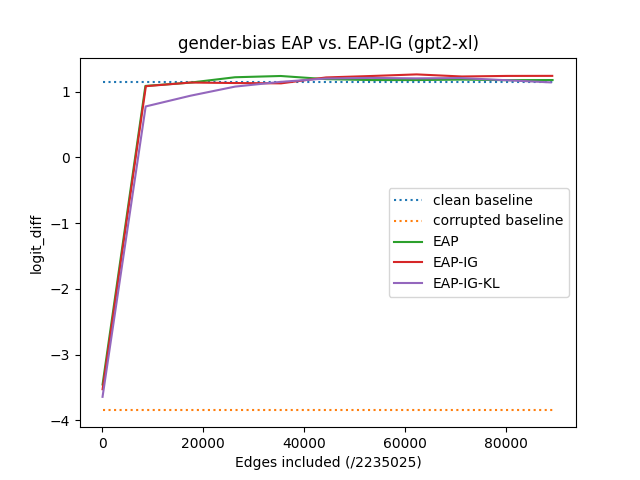 gender-bias EAP vs. EAP-IG (gpt2-xl)
1
0
−1
−2
−3
−4
logit_diff
clean baseline
corrupted baseline
EAP
EAP-IG
EAP-IG-KL
0 20000 40000 60000 80000
Edges included (/2235025)